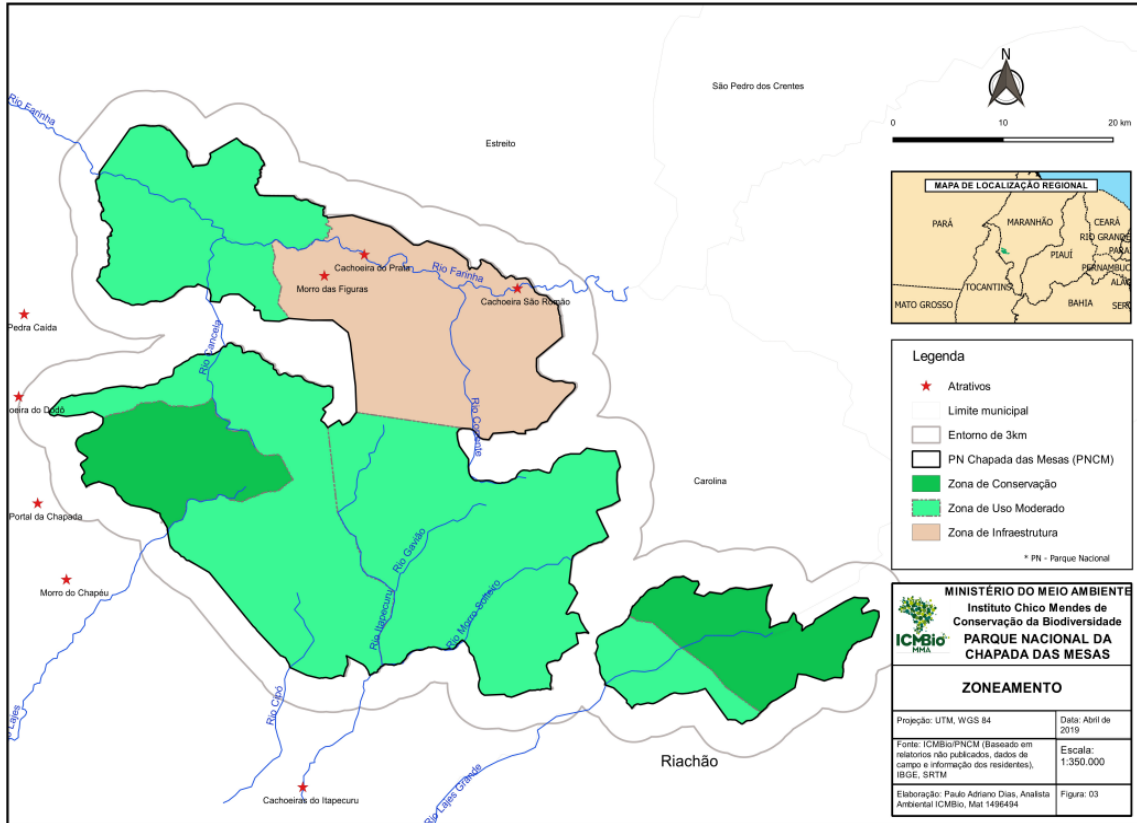 São Pedro dos Crentes
N
0
10
20 km
Rio Farinha
Estreito
MAPA DE LOCALIZAÇÃO REGIONAL
PARÁ
MARANHÃO
CEARÁ
RIO GRANDE
PARA
PIAUÍ
PERNAMBUC
ALAG
TOCANTINS
MATO GROSSO
BAHIA
SER
Cachoeira do Prata
Rio Farinha
Morro das Figuras
Cachoeira São Romão
Pedra Caída
Rio Cancela
oeira do Dodô
Rio Corrente
Carolina
Portal da Chapada
Morro do Chapéu
Rio Gavião
Rio Itapecuru
Rio Morro Solteiro
Rio Cibó
o Lajes
Rio Lajes Grande
Riachão
Cachoeiras do Itapecuru
Legenda
Atrativos
Limite municipal
Entorno de 3km
PN Chapada das Mesas (PNCM)
Zona de Conservação
Zona de Uso Moderado
Zona de Infraestrutura
* PN - Parque Nacional
ICMBio
MMA
MINISTÉRIO DO MEIO AMBIENTE
Instituto Chico Mendes de
Conservação da Biodiversidade
PARQUE NACIONAL DA
CHAPADA DAS MESAS
ZONEAMENTO
Projeção: UTM, WGS 84
Data: Abril de
2019
Fonte: ICMBio/PNCM (Baseado em
relatorios não publicados, dados de
campo e informação dos residentes),
IBGE, SRTM
Escala:
1:350.000
Elaboração: Paulo Adriano Dias, Analista
Ambiental ICMBio, Mat 1496494
Figura: 03